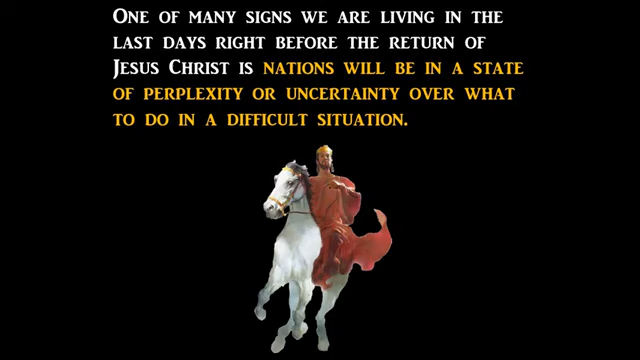 One of many signs we are living in the
last days right before the return of
Jesus Christ is nations will be in a state
of perplexity or uncertainty over what
to do in a difficult situation.